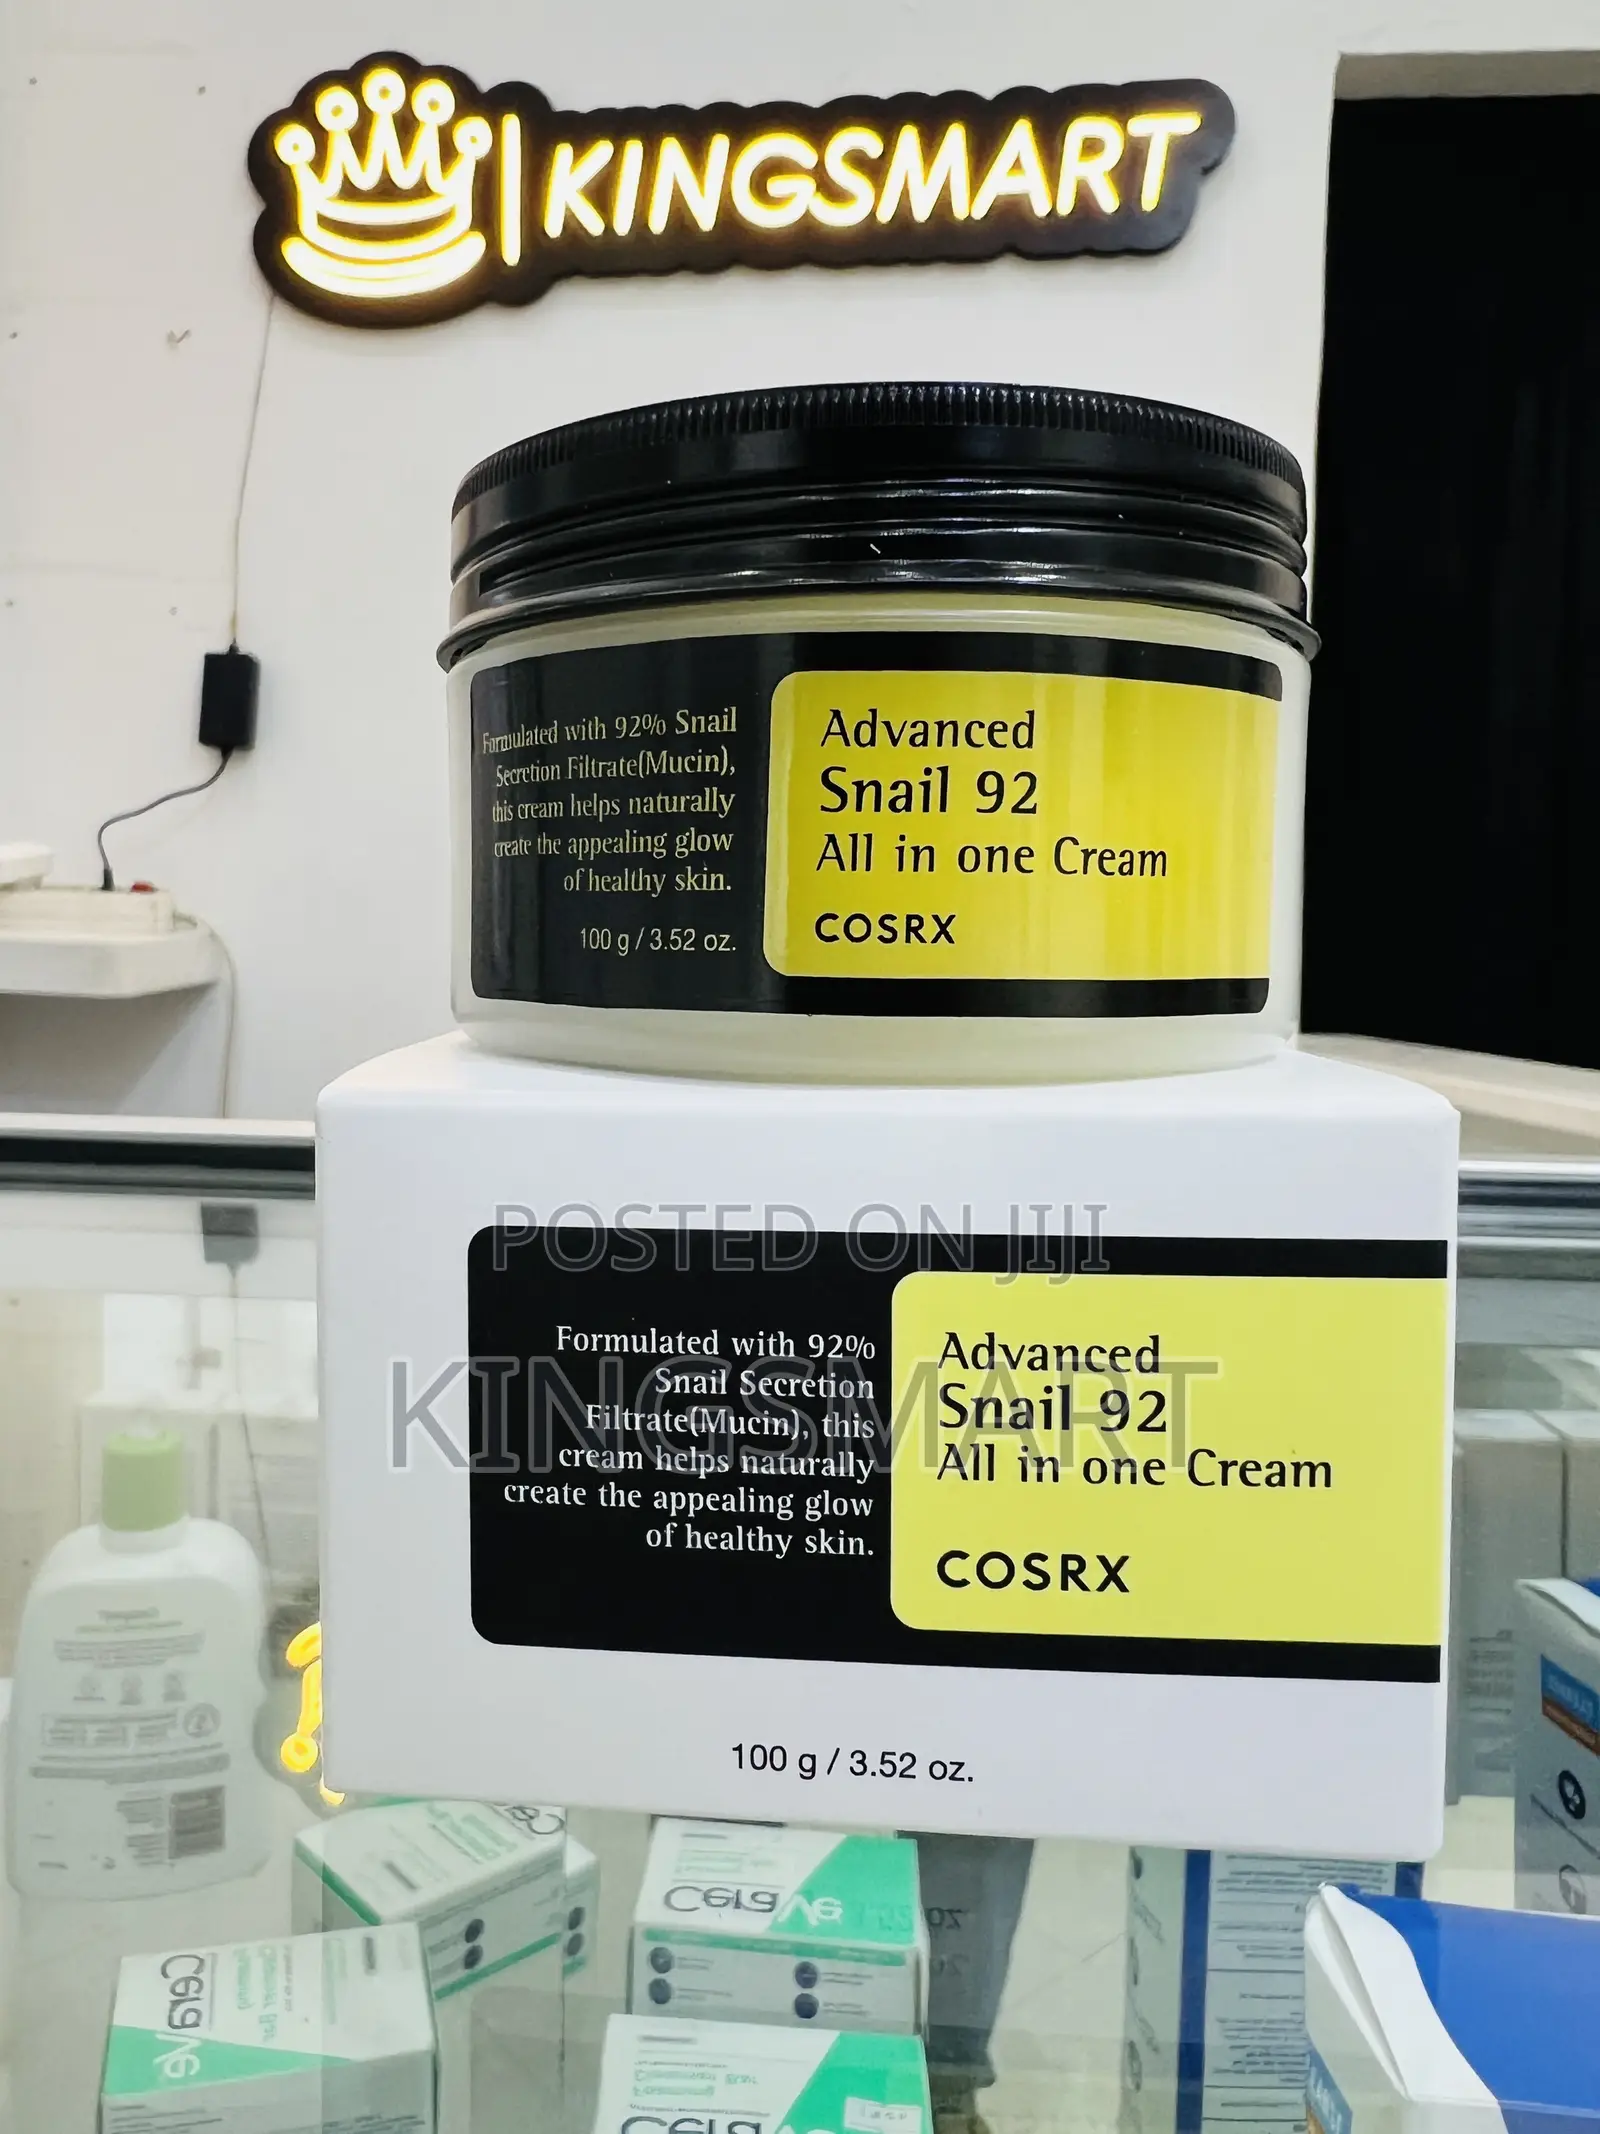 KINGSMART
Formulated with 92% Snail
Secretion Filtrate(Mucin),
this cream helps naturally
create the appealing glow
of healthy skin.
100 g / 3.52 oz.
Advanced
Snail 92
All in one Cream
COSRX
POSTED ON JIJI
KINGSMART
Formulated with 92%
Snail Secretion
Filtrate(Mucin), this
cream helps naturally
create the appealing glow
of healthy skin.
Advanced
Snail 92
All in one Cream
COSRX
100 g / 3.52 oz.
CeraVe
CeraVe
CeraVe